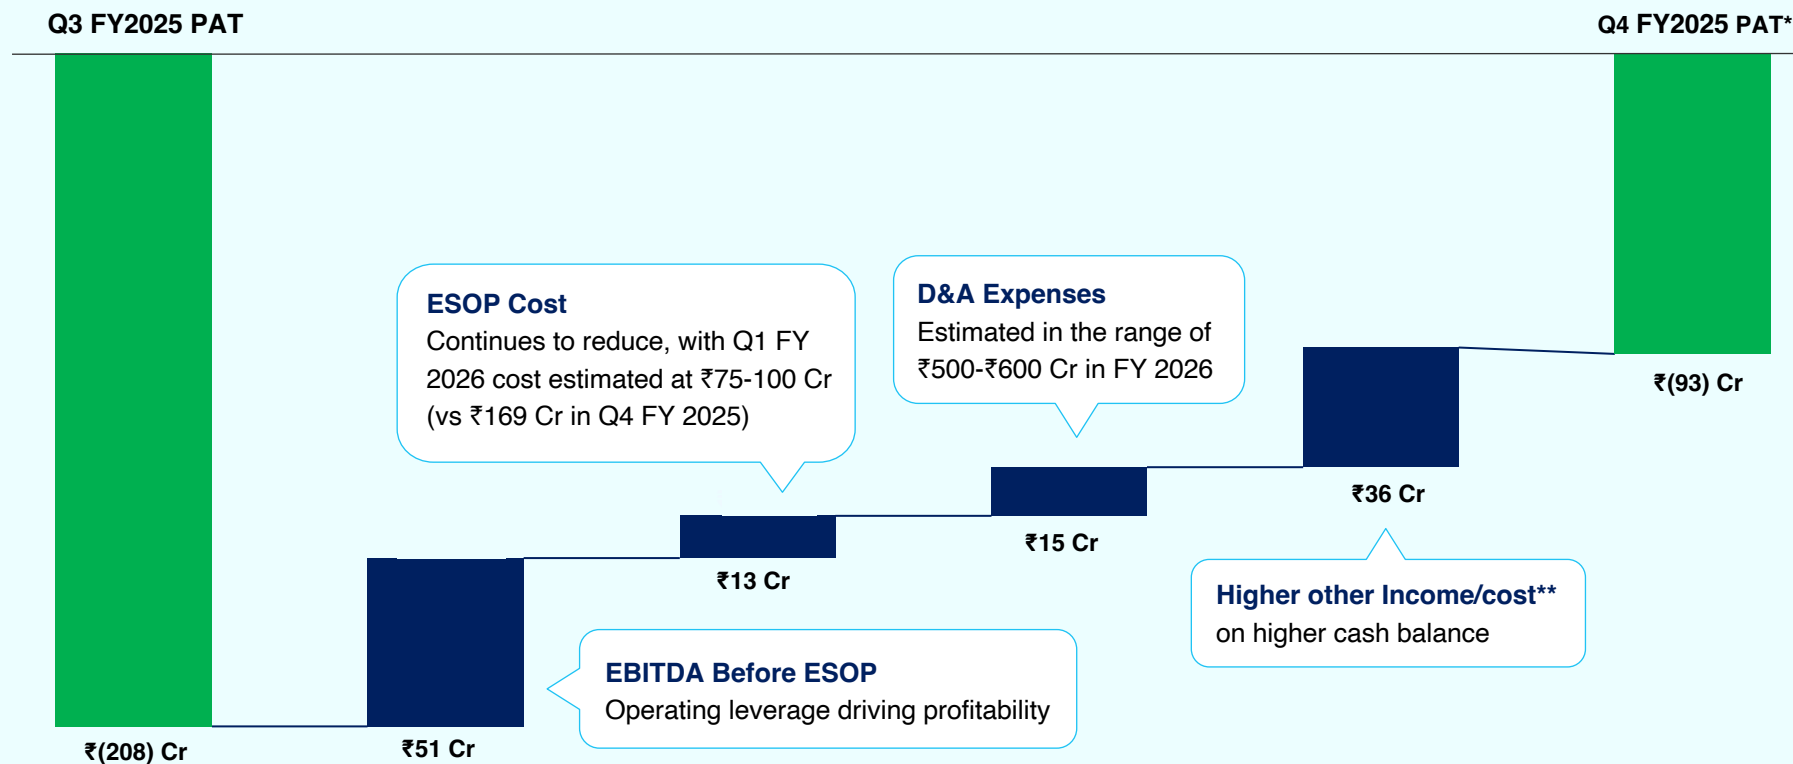 Q3 FY2025 PAT
Q4 FY2025 PAT*
ESOP Cost
Continues to reduce, with Q1 FY
2026 cost estimated at ₹75-100 Cr
(vs ₹169 Cr in Q4 FY 2025)
D&A Expenses
Estimated in the range of
₹500-₹600 Cr in FY 2026
₹(93) Cr
₹36 Cr
₹15 Cr
₹13 Cr
Higher other Income/cost**
on higher cash balance
EBITDA Before ESOP
Operating leverage driving profitability
₹(208) Cr
₹51 Cr